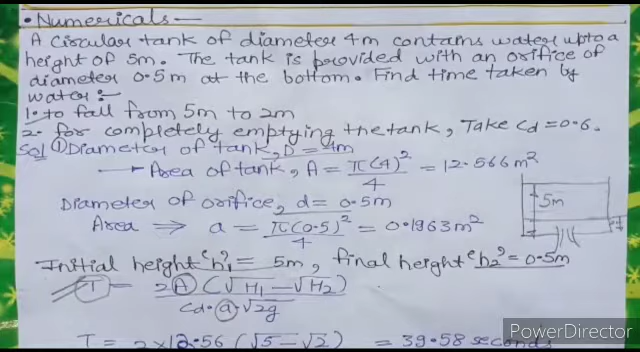 • Numericals —
A Circular tank of diameter 4m contains water upto a
height of 5m. The tank is provided with an orifice of
diameter 0.5m at the bottom. Find time taken by
water :-
1. to fall from 5m to 2m
2. for completely emptying the tank, Take Cd = 0.6.
Sol ① Diameter of tank, D = 4m
→ Area of tank, A = π(4)²/4 = 12.566m²
Diameter of orifice, d = 0.5m
5m
Area ⇒ a = π(0.5)²/4 = 0.1963m²
Initial height 'h₁' = 5m, final height 'h₂' = 0.5m
T = 2A(√H₁ - √H₂)/Cd.a√2g
T = 2×12.56 (√5 - √2) = 39.58 seconds
PowerDirector